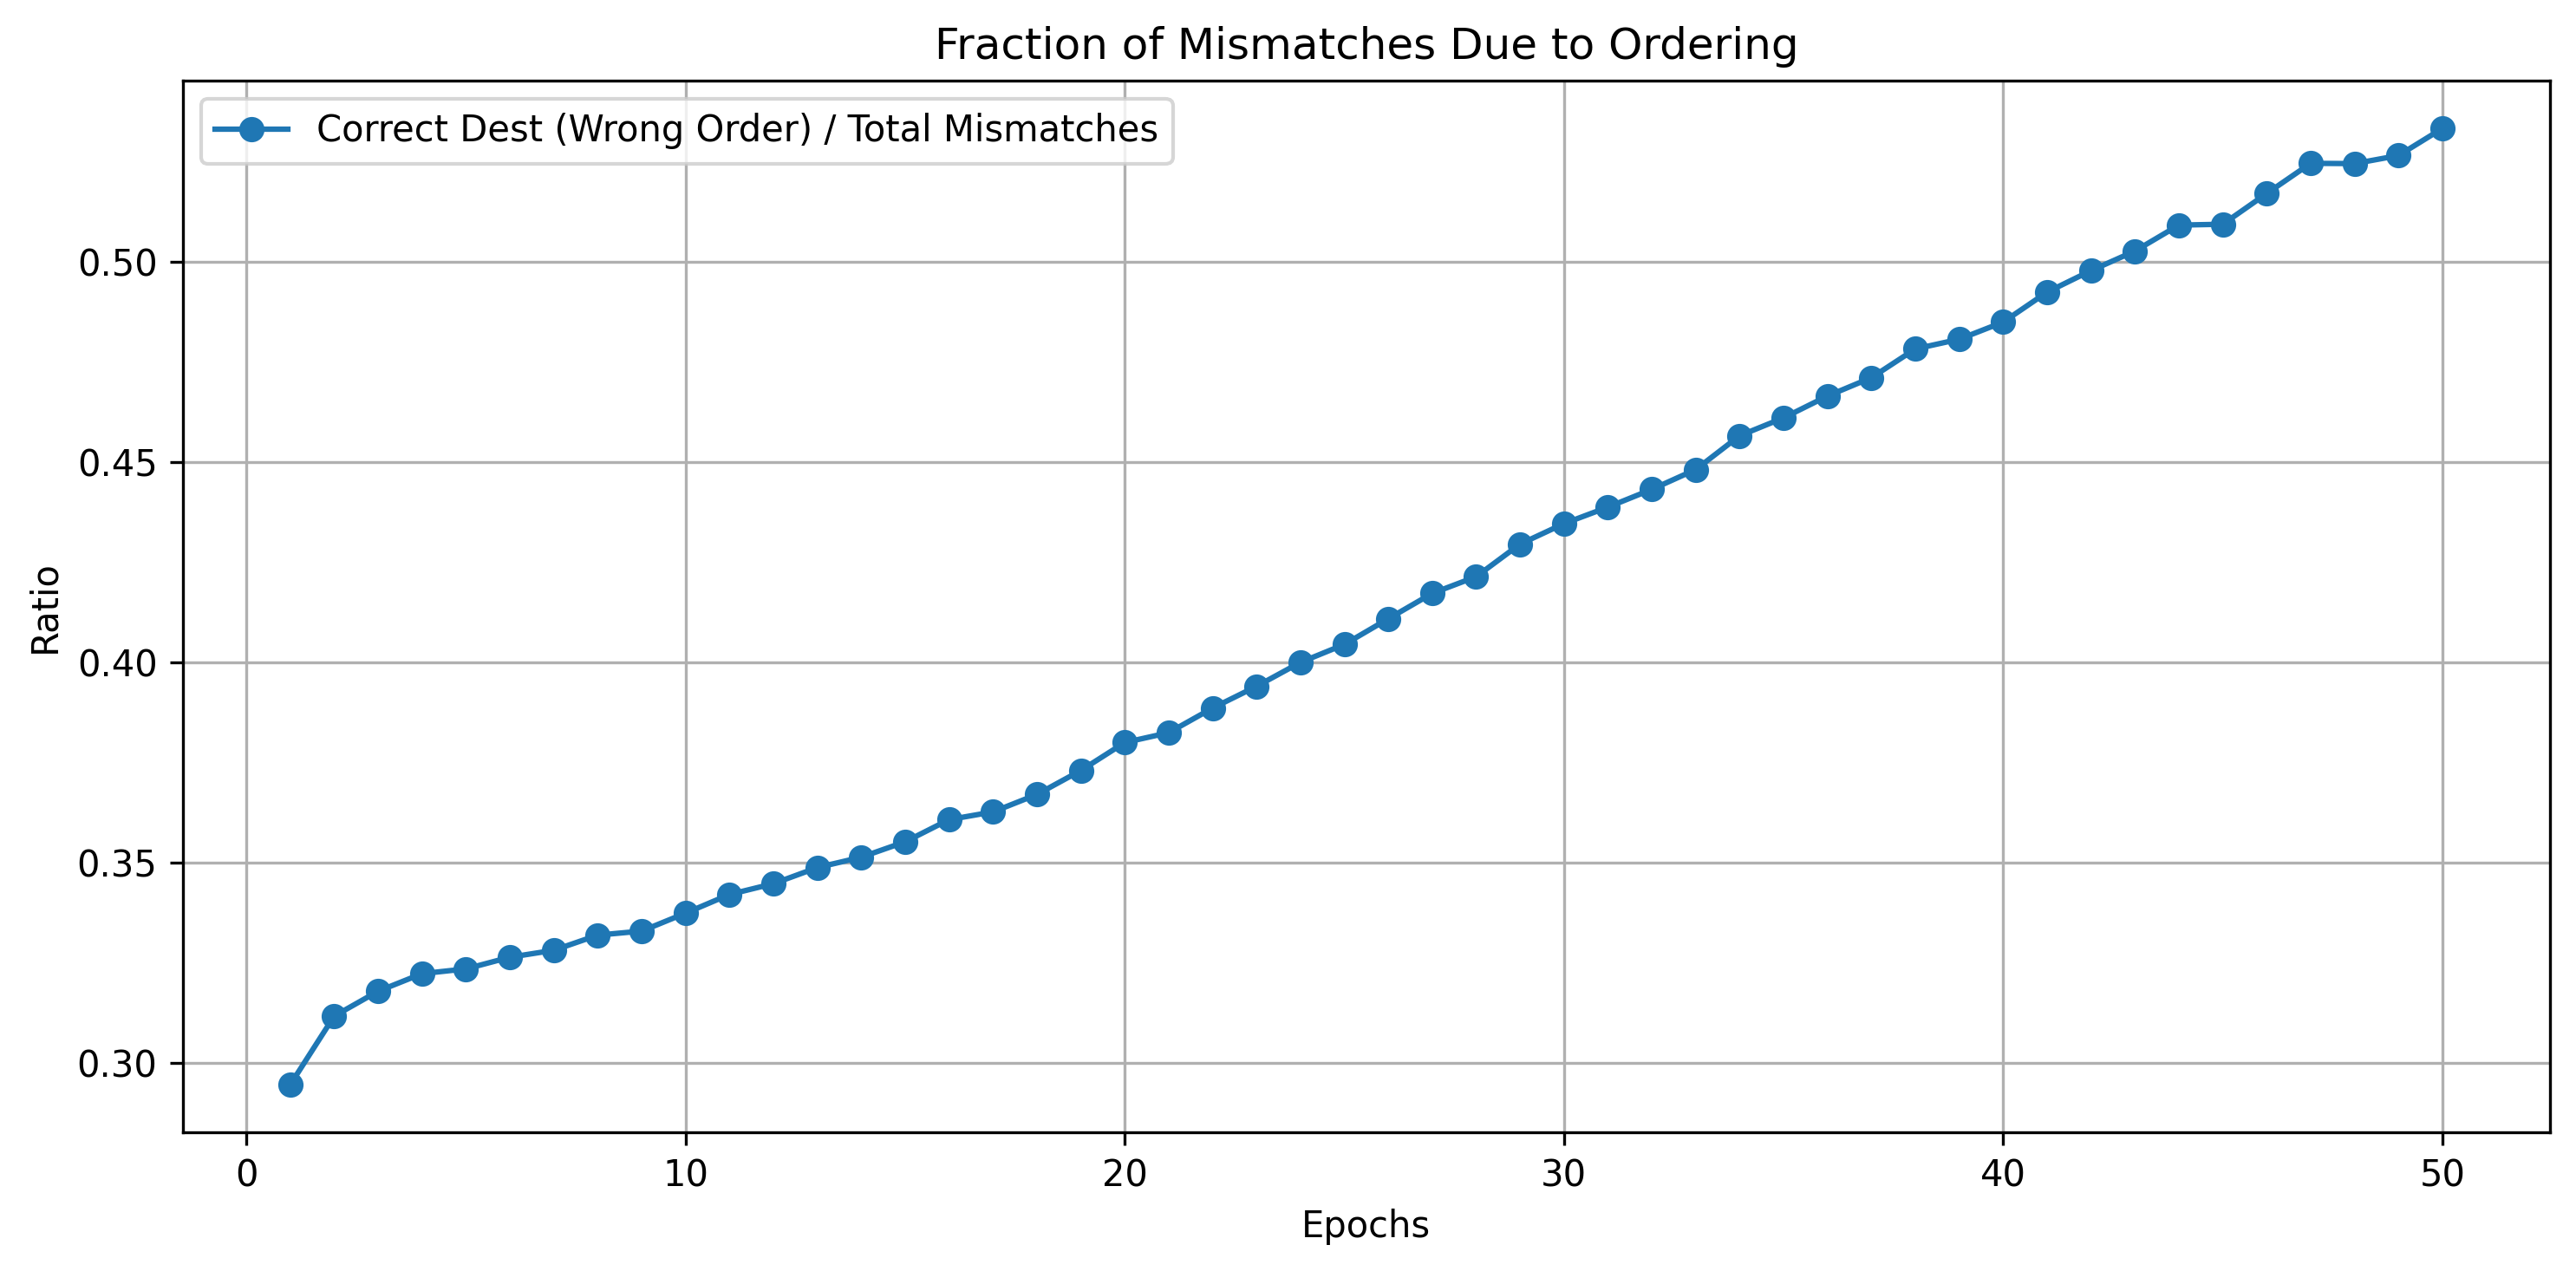 Fraction of Mismatches Due to Ordering
Correct Dest (Wrong Order) / Total Mismatches
Ratio
0.50
0.45
0.40
0.35
0.30
0 10 20 30 40 50
Epochs